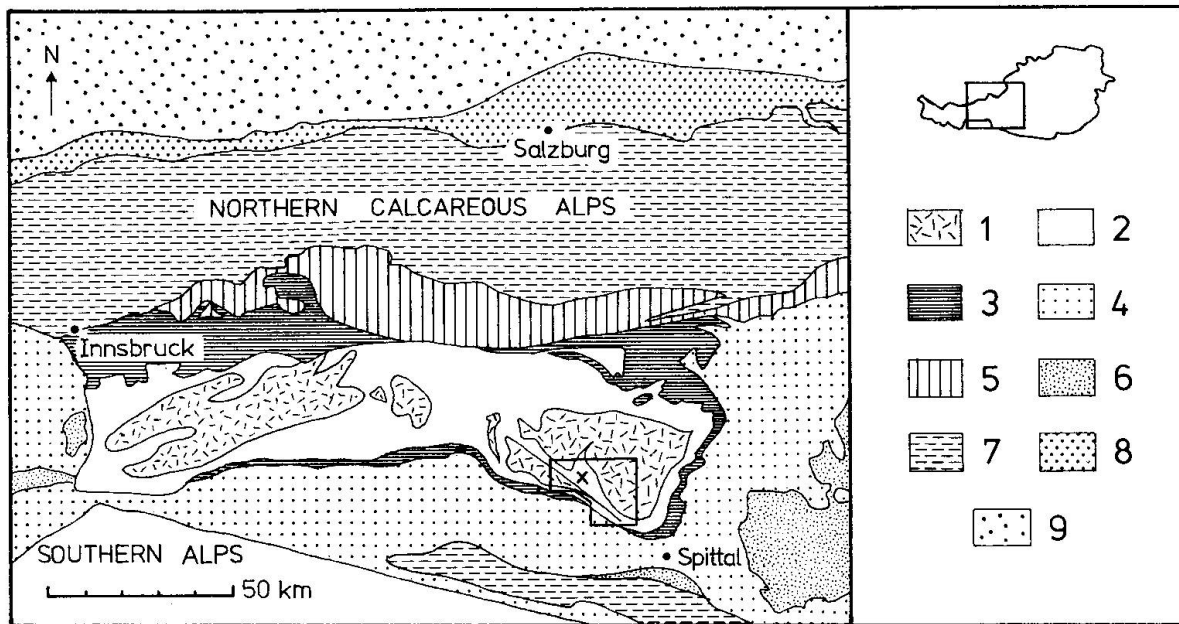 N
Salzburg
NORTHERN CALCAREOUS ALPS
Innsbruck
x
SOUTHERN ALPS
Spittal
50 km
1
2
3
4
5
6
7
8
9